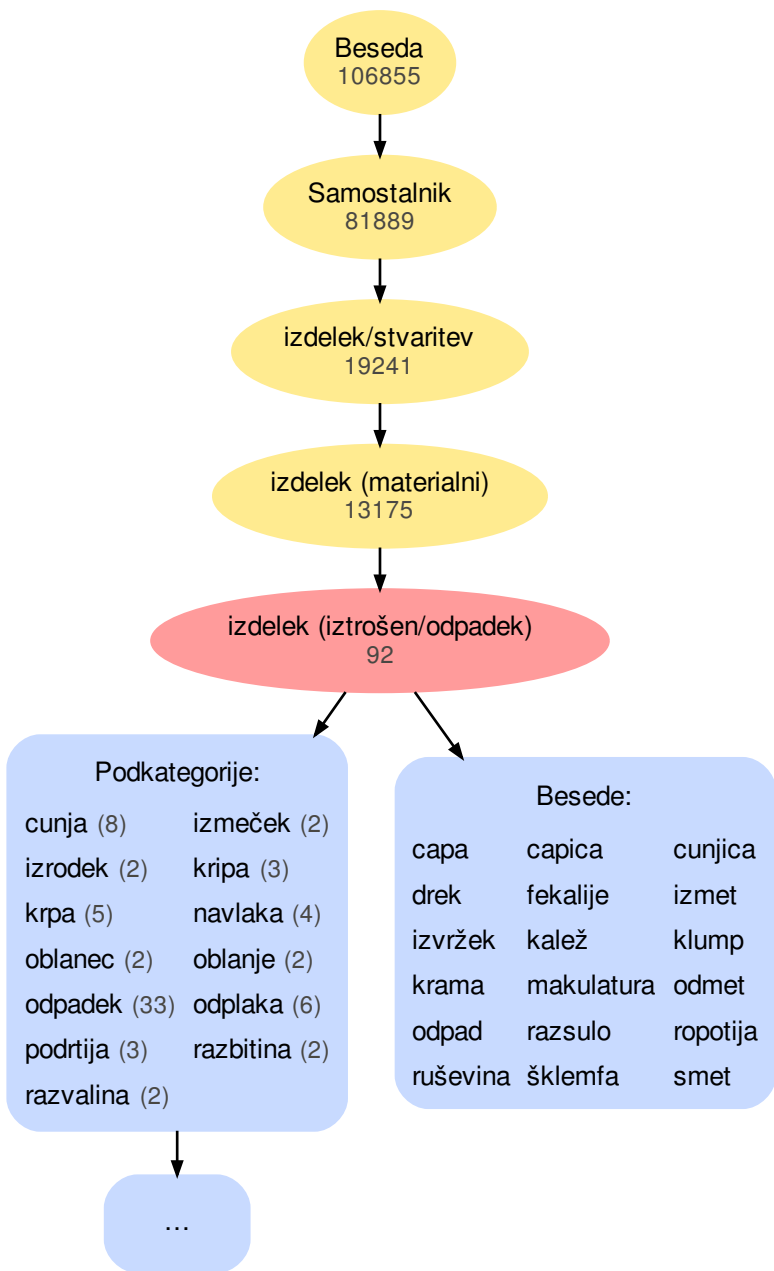 Beseda
106855
Samostalnik
81889
izdelek/stvaritev
19241
izdelek (materialni)
13175
izdelek (iztrošen/odpadek)
92
Podkategorije:
cunja (8) izmeček (2)
izrodek (2) kripa (3)
krpa (5) navlaka (4)
oblanec (2) oblanje (2)
odpadek (33) odplaka (6)
podrtija (3) razbitina (2)
razvalina (2)
Besede:
capa capica cunjica
drek fekalije izmet
izvržek kalež klump
krama makulatura odmet
odpad razsulo ropotija
ruševina šklemfa smet
...